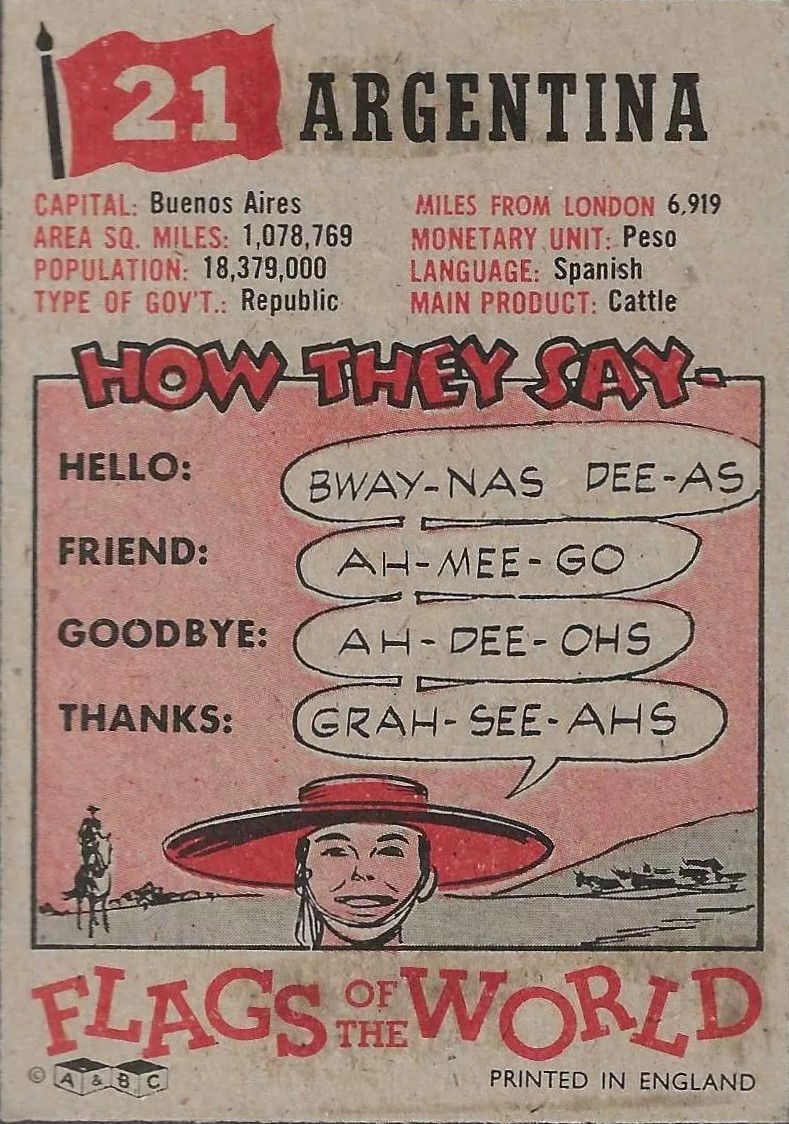 21 ARGENTINA
CAPITAL: Buenos Aires
AREA SQ. MILES: 1,078,769
POPULATION: 18,379,000
TYPE OF GOV'T.: Republic
MILES FROM LONDON 6,919
MONETARY UNIT: Peso
LANGUAGE: Spanish
MAIN PRODUCT: Cattle
HOW THEY SAY-
HELLO: BWAY-NAS DEE-AS
FRIEND: AH-MEE-GO
GOODBYE: AH-DEE-OHS
THANKS: GRAH-SEE-AHS
FLAGS OF THE WORLD
© A & B C
PRINTED IN ENGLAND